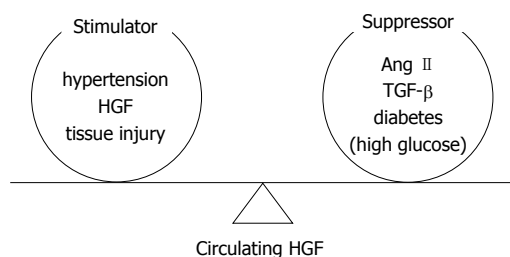 Stimulator
hypertension
HGF
tissue injury
Suppressor
Ang II
TGF-β
diabetes
(high glucose)
Circulating HGF